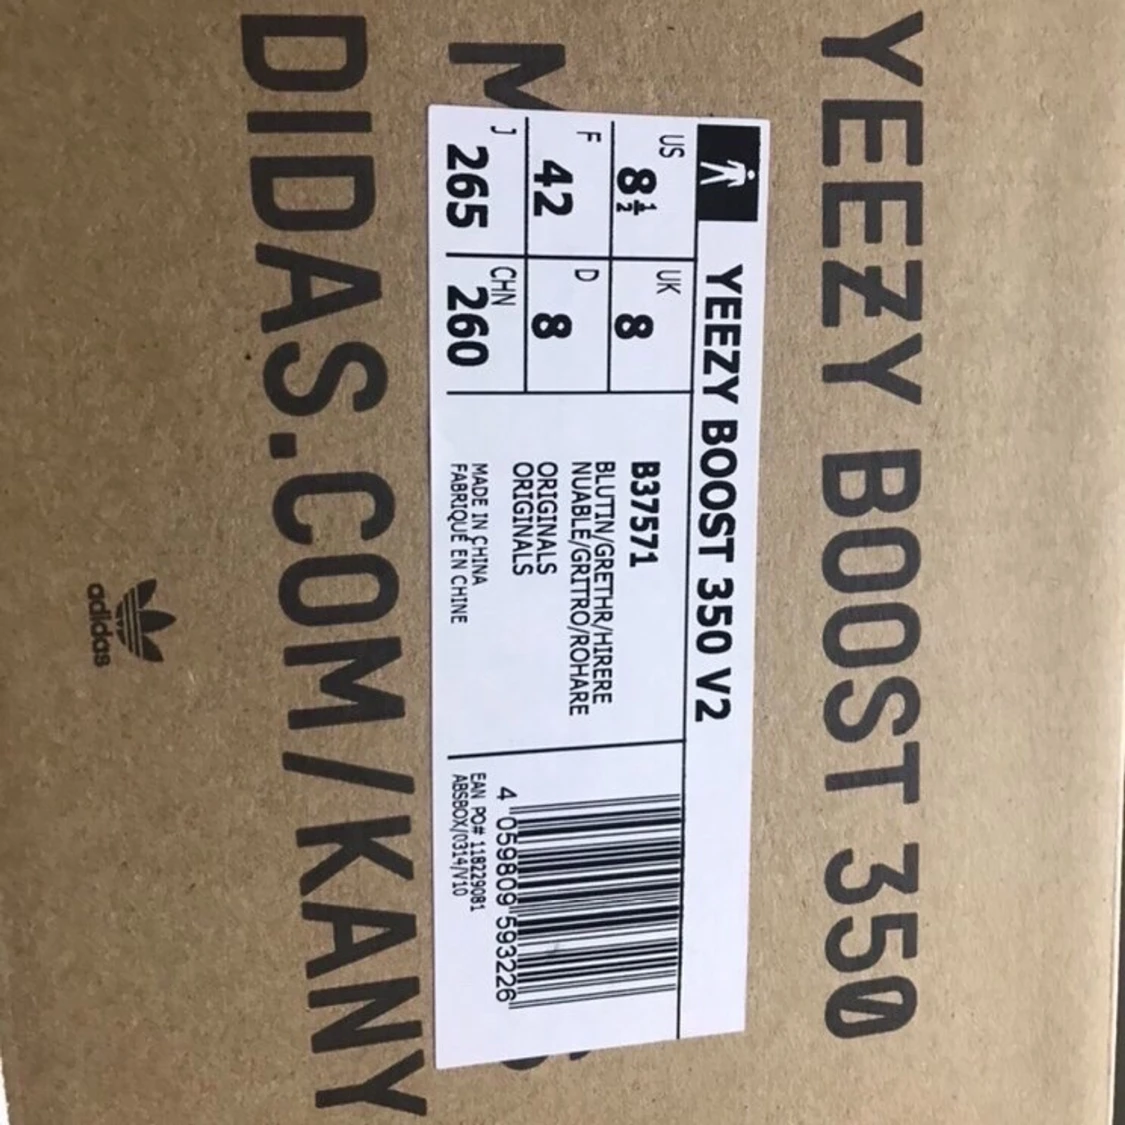 YEEZY BOOST 350
YEEZY BOOST 350 V2
US 8½ UK 8
F 42 D 8
J 265 CHN 260
B37571
BLUTIN/GRETHR/HIRERE
NUABLE/GRITRO/ROHARE
ORIGINALS
ORIGINALS
MADE IN CHINA
FABRIQUÉ EN CHINE
4 059809 593226
EAN PO# 118229081
ABSBOX/0314/V10
M
DIDAS.COM/KANY
adidas